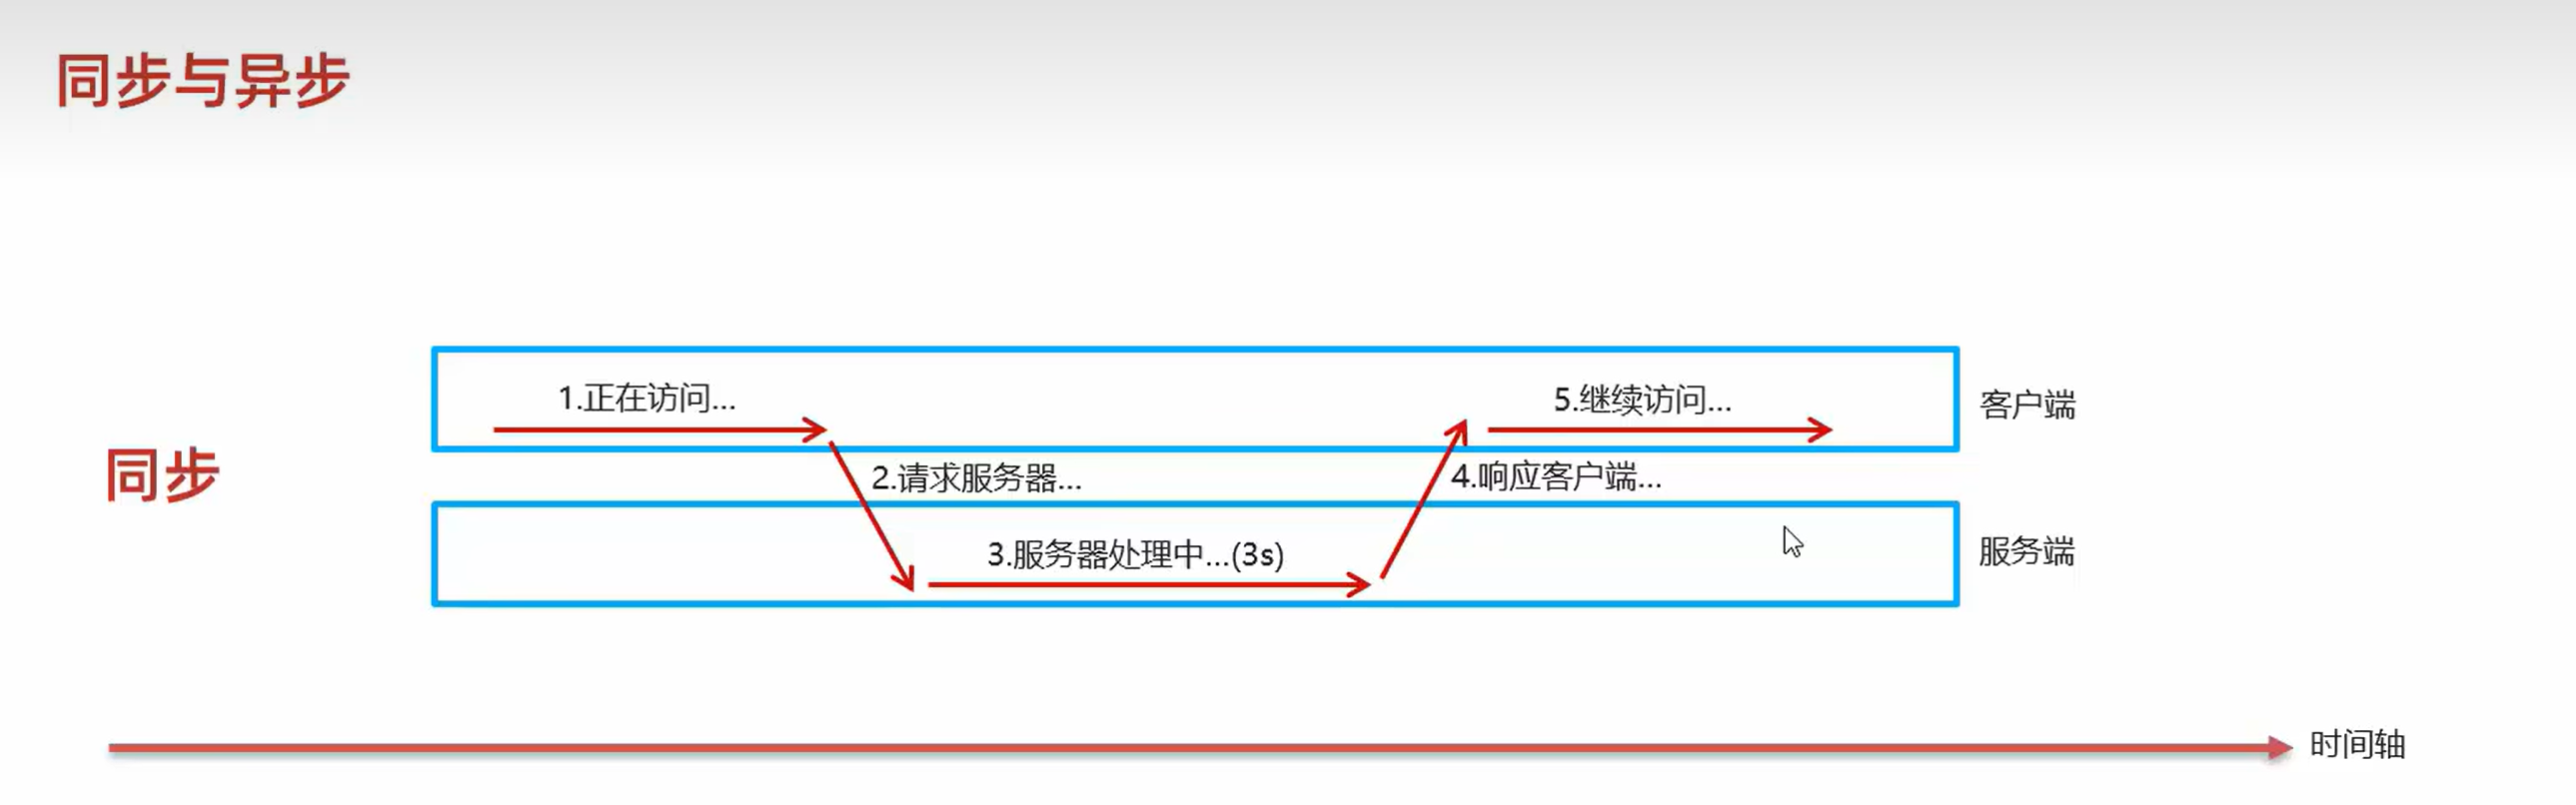 同步与异步
1.正在访问...
5.继续访问...
客户端
同步
2.请求服务器...
4.响应客户端...
3.服务器处理中...(3s)
服务端
时间轴